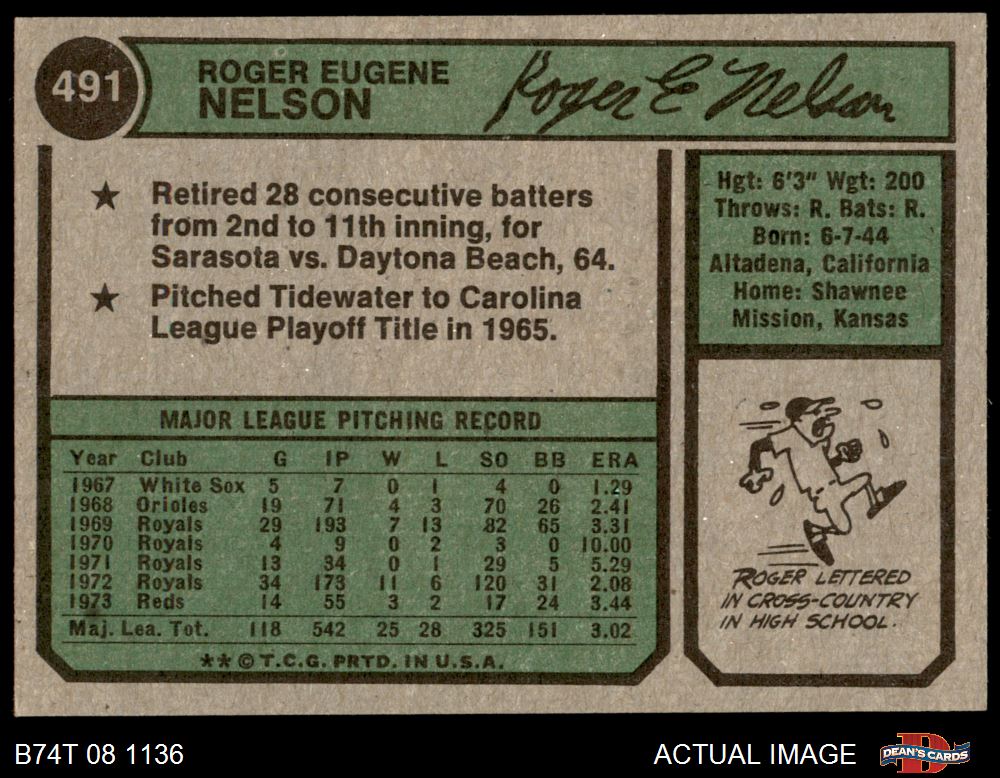 491
ROGER EUGENE
NELSON
Roger E Nelson
★ Retired 28 consecutive batters
from 2nd to 11th inning, for
Sarasota vs. Daytona Beach, 64.
★ Pitched Tidewater to Carolina
League Playoff Title in 1965.
Hgt: 6'3" Wgt: 200
Throws: R. Bats: R.
Born: 6-7-44
Altadena, California
Home: Shawnee
Mission, Kansas
MAJOR LEAGUE PITCHING RECORD
Year Club G IP W L SO BB ERA
1967 White Sox 5 7 0 1 4 0 1.29
1968 Orioles 19 71 4 3 70 26 2.41
1969 Royals 29 193 7 13 82 65 3.31
1970 Royals 4 9 0 2 3 0 10.00
1971 Royals 13 34 0 1 29 5 5.29
1972 Royals 34 173 11 6 120 31 2.08
1973 Reds 14 55 3 2 17 24 3.44
Maj. Lea. Tot. 118 542 25 28 325 151 3.02
** © T.C.G. PRTD. IN U.S.A.
ROGER LETTERED
IN CROSS-COUNTRY
IN HIGH SCHOOL.
B74T 08 1136
ACTUAL IMAGE
D
DEAN'S CARDS